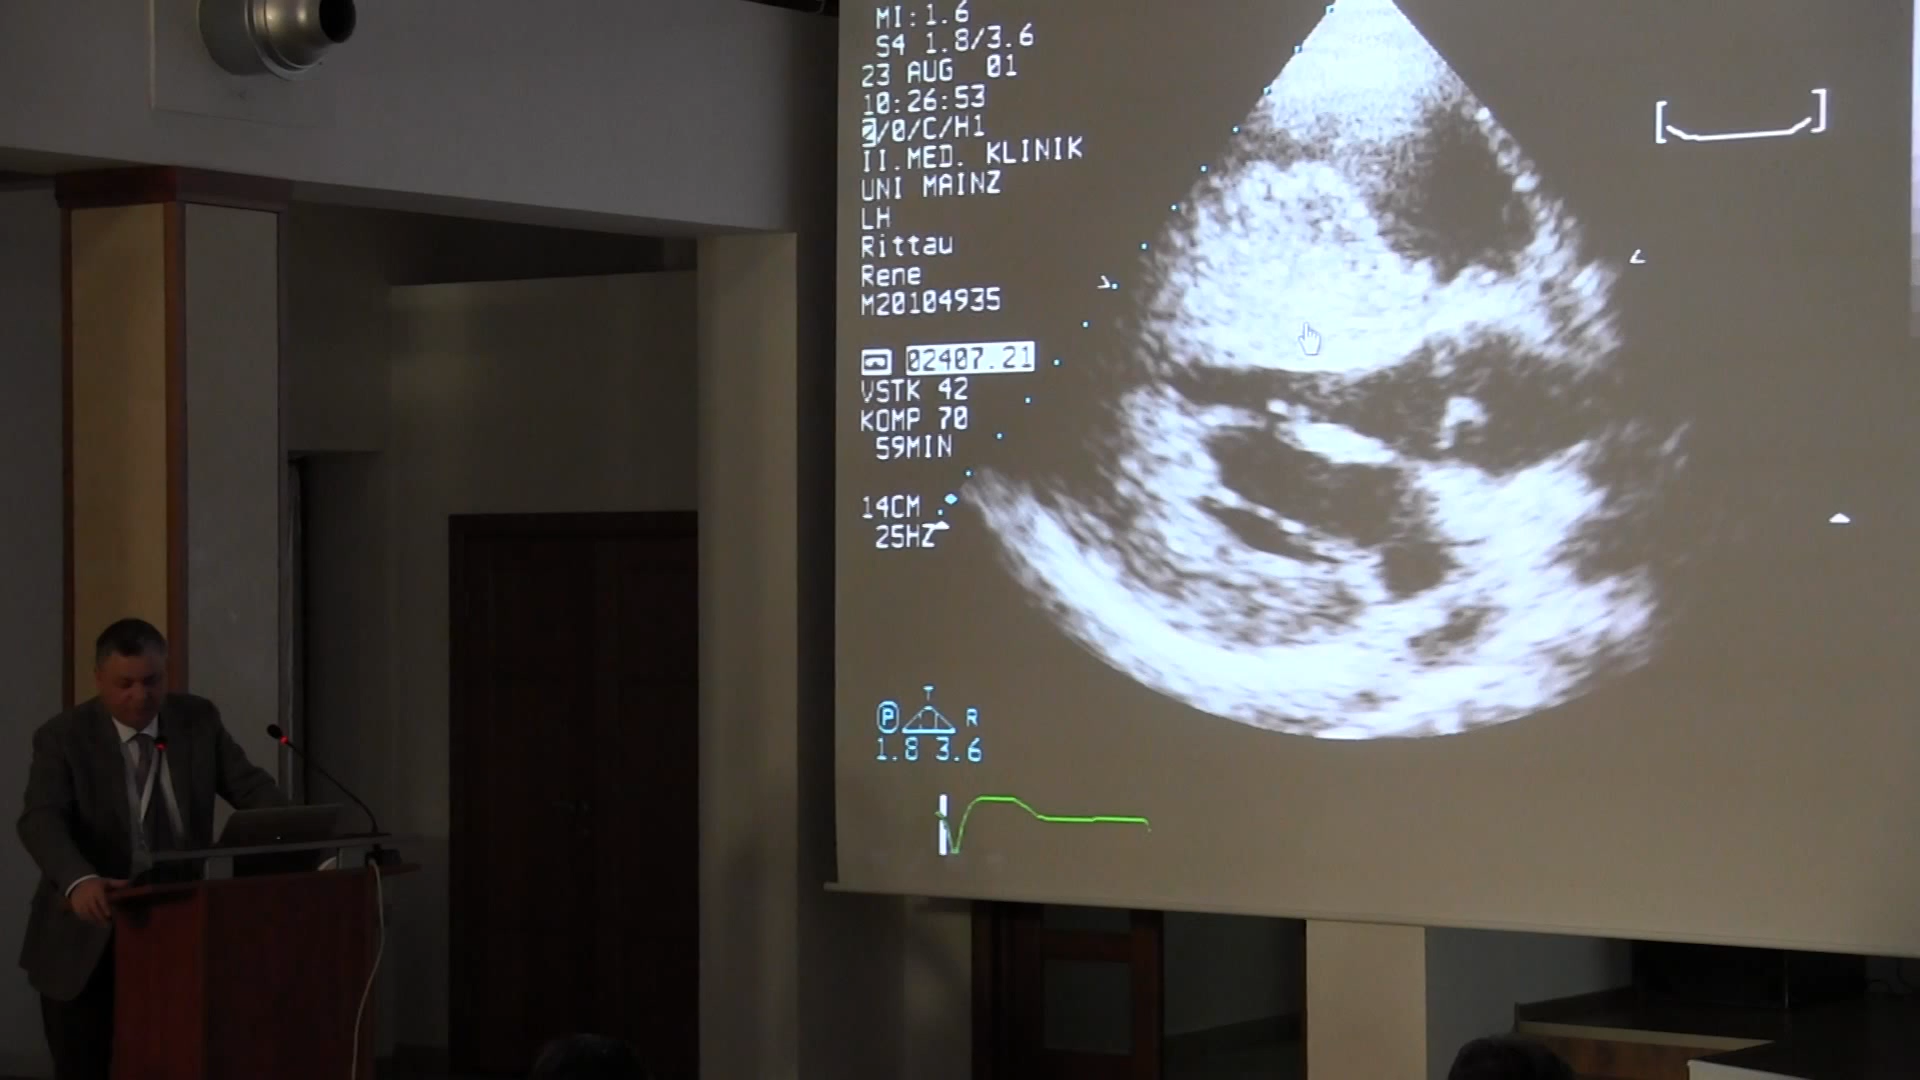 MI:1.6
S4 1.8/3.6
23 AUG 01
10:26:53
2/0/C/H1
II.MED. KLINIK
UNI MAINZ
LH
Rittau
Rene
M20104935
02407.21
VSTK 42
KOMP 70
59MIN
14CM
25HZ
T
P R
1.8 3.6